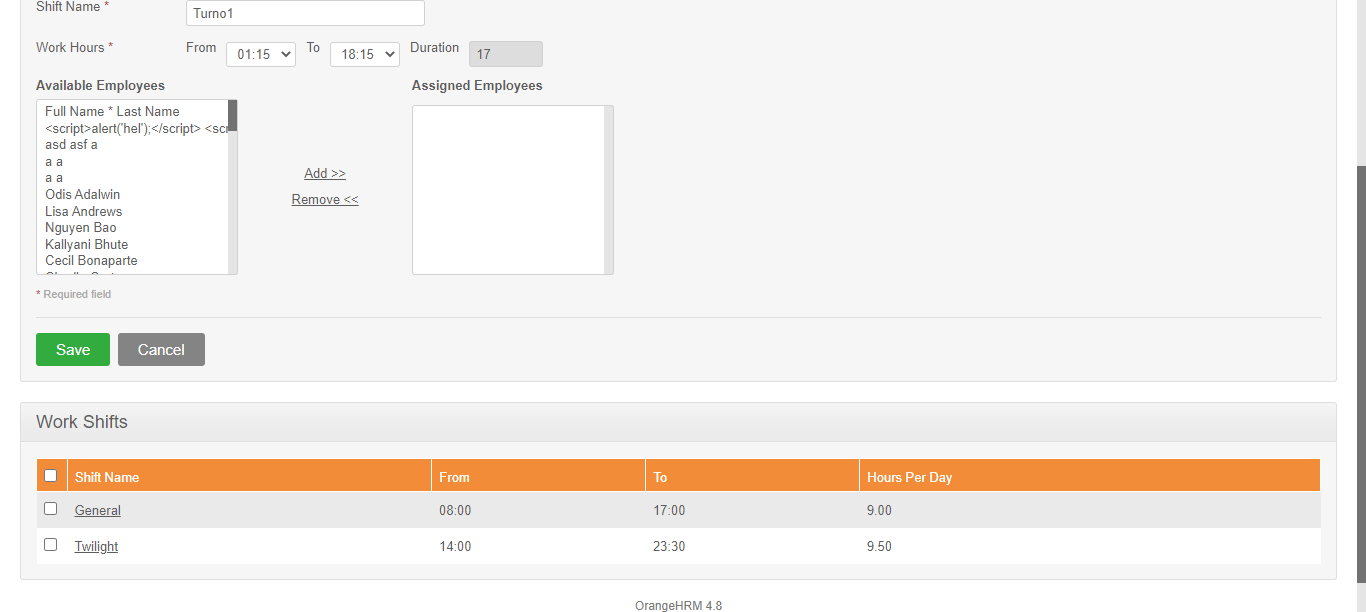 Shift Name *
Turno1
Work Hours * From 01:15 To 18:15 Duration 17
Available Employees
Assigned Employees
Full Name * Last Name
<script>alert('hel');</script> <scr
asd asf a
a a
a a
Odis Adalwin
Lisa Andrews
Nguyen Bao
Kallyani Bhute
Cecil Bonaparte
Add >>
Remove <<
* Required field
Save Cancel
Work Shifts
Shift Name From To Hours Per Day
General 08:00 17:00 9.00
Twilight 14:00 23:30 9.50
OrangeHRM 4.8